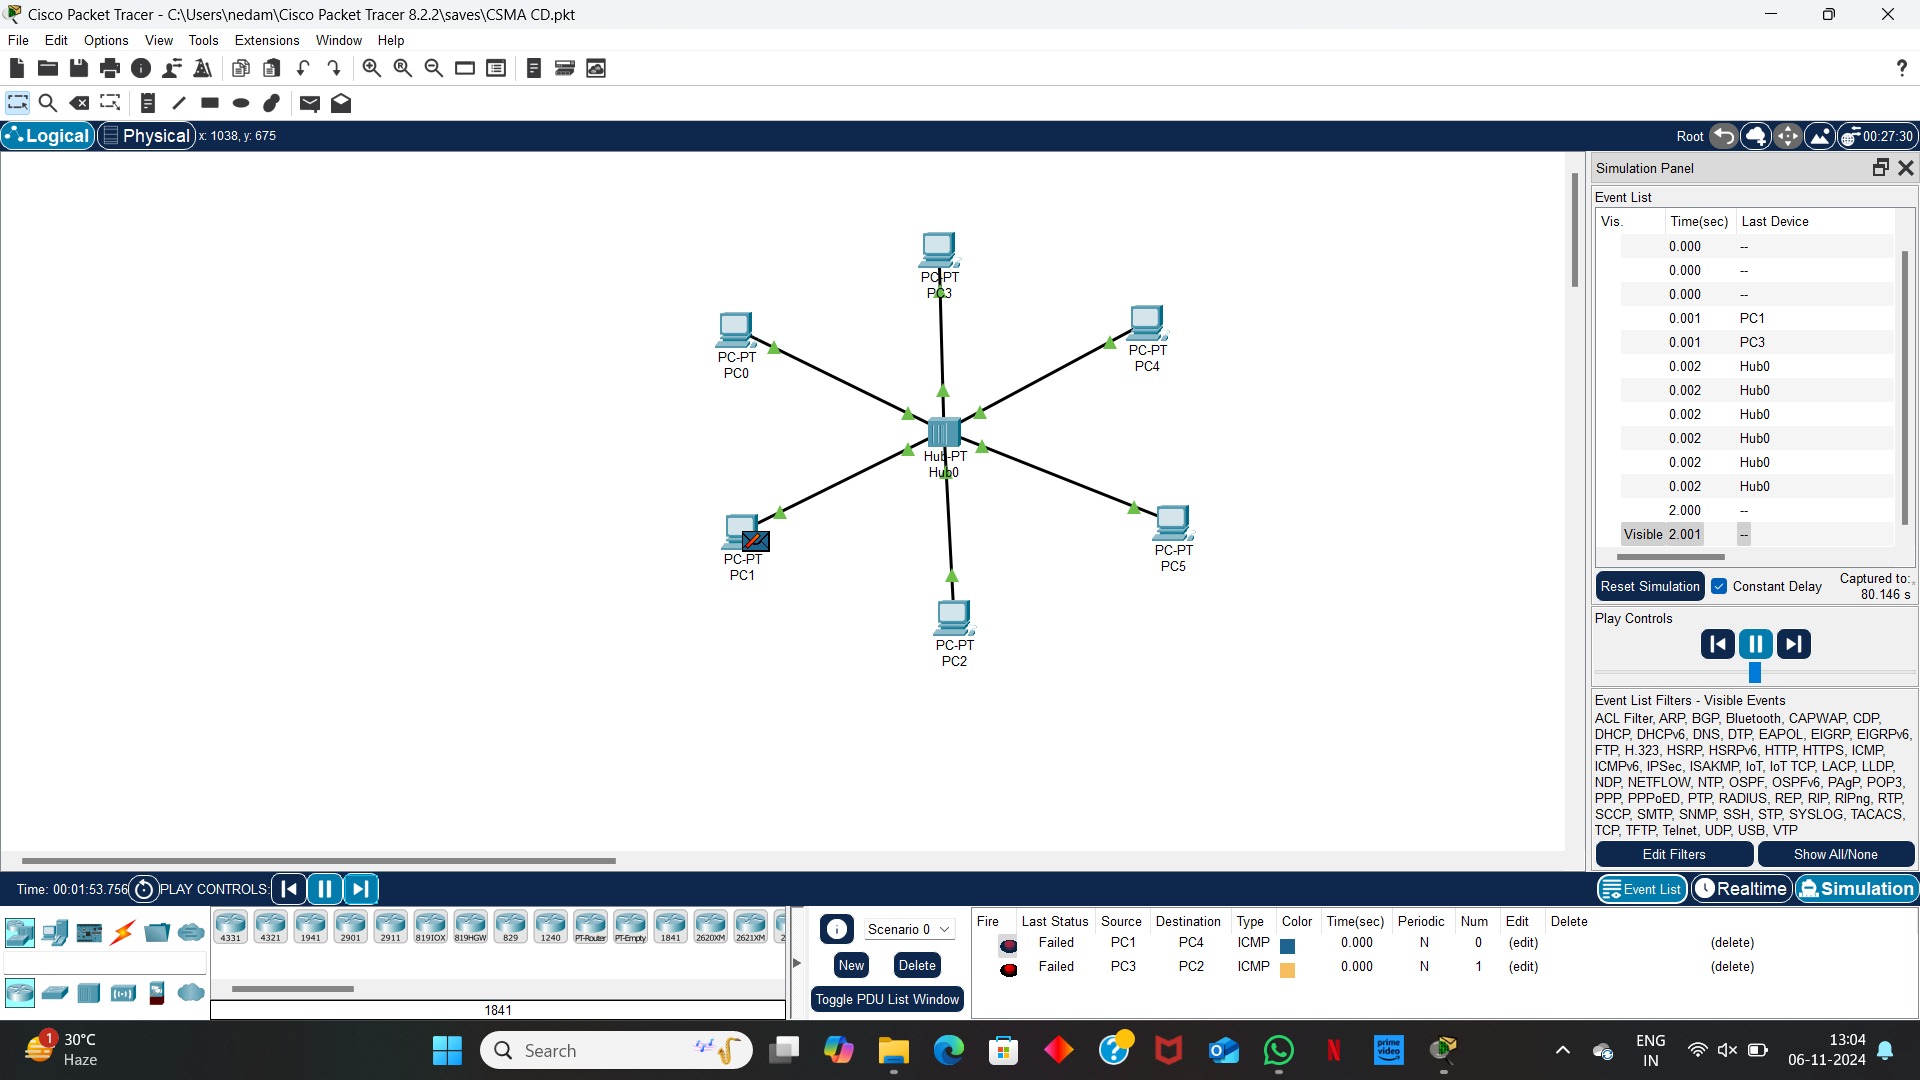 Cisco Packet Tracer - C:\Users\nedam\Cisco Packet Tracer 8.2.2\saves\CSMA CD.pkt
File Edit Options View Tools Extensions Window Help
?
Logical Physical x: 1038, y: 675 Root 00:27:30
Simulation Panel
Event List
Vis. Time(sec) Last Device
0.000 --
0.000 --
0.000 --
0.001 PC1
0.001 PC3
0.002 Hub0
0.002 Hub0
0.002 Hub0
0.002 Hub0
0.002 Hub0
0.002 Hub0
2.000 --
Visible 2.001 --
Reset Simulation Constant Delay Captured to:
80.146 s
Play Controls
Event List Filters - Visible Events
ACL Filter, ARP, BGP, Bluetooth, CAPWAP, CDP,
DHCP, DHCPv6, DNS, DTP, EAPOL, EIGRP, EIGRPv6,
FTP, H.323, HSRP, HSRPv6, HTTP, HTTPS, ICMP,
ICMPv6, IPSec, ISAKMP, IoT, IoT TCP, LACP, LLDP,
NDP, NETFLOW, NTP, OSPF, OSPFv6, PAgP, POP3,
PPP, PPPoED, PTP, RADIUS, REP, RIP, RIPng, RTP,
SCCP, SMTP, SNMP, SSH, STP, SYSLOG, TACACS,
TCP, TFTP, Telnet, UDP, USB, VTP
Edit Filters Show All/None
PC-PT
PC3
PC-PT
PC0
PC-PT
PC4
Hub-PT
Hub0
PC-PT
PC1
PC-PT
PC5
PC-PT
PC2
Time: 00:01:53.756 PLAY CONTROLS: Event List Realtime Simulation
4331 4321 1941 2901 2911 819IOX 819HGW 829 1240 PT-Router PT-Empty 1841 2620XM 2621XM 2
1841
Scenario 0
New Delete
Toggle PDU List Window
Fire Last Status Source Destination Type Color Time(sec) Periodic Num Edit Delete
Failed PC1 PC4 ICMP 0.000 N 0 (edit) (delete)
Failed PC3 PC2 ICMP 0.000 N 1 (edit) (delete)
1
30°C
Haze
Search
prime
video
ENG
IN
13:04
06-11-2024